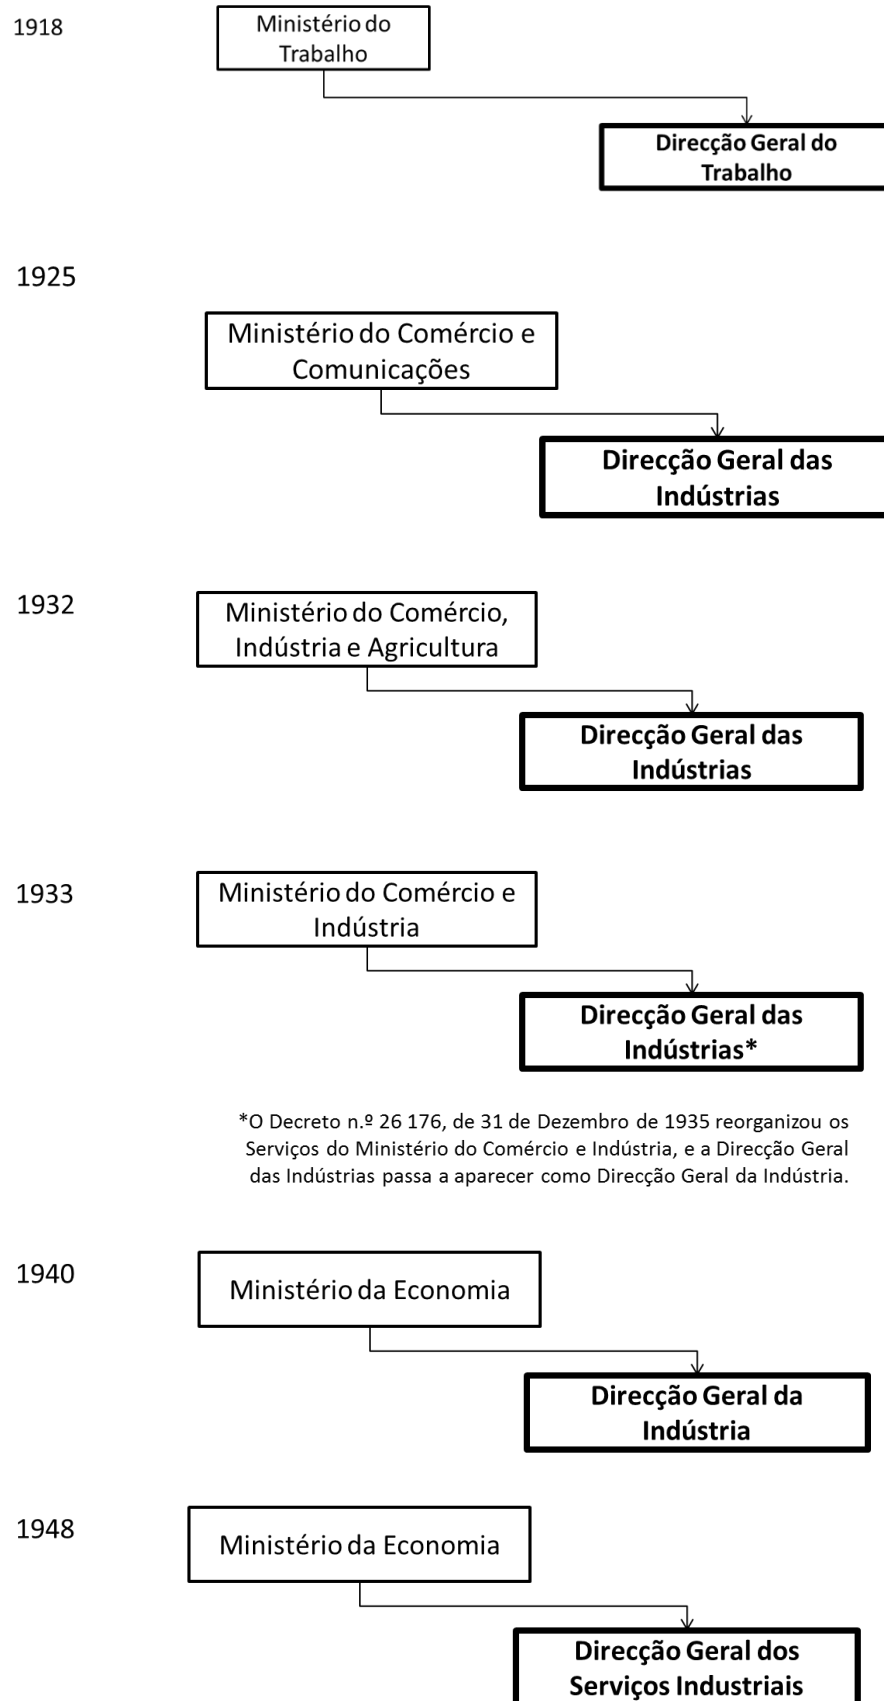 1918
Ministério do
Trabalho
Direcção Geral do
Trabalho
1925
Ministério do Comércio e
Comunicações
Direcção Geral das
Indústrias
1932
Ministério do Comércio,
Indústria e Agricultura
Direcção Geral das
Indústrias
1933
Ministério do Comércio e
Indústria
Direcção Geral das
Indústrias*
*O Decreto n.º 26 176, de 31 de Dezembro de 1935 reorganizou os
Serviços do Ministério do Comércio e Indústria, e a Direcção Geral
das Indústrias passa a aparecer como Direcção Geral da Indústria.
1940
Ministério da Economia
Direcção Geral da
Indústria
1948
Ministério da Economia
Direcção Geral dos
Serviços Industriais